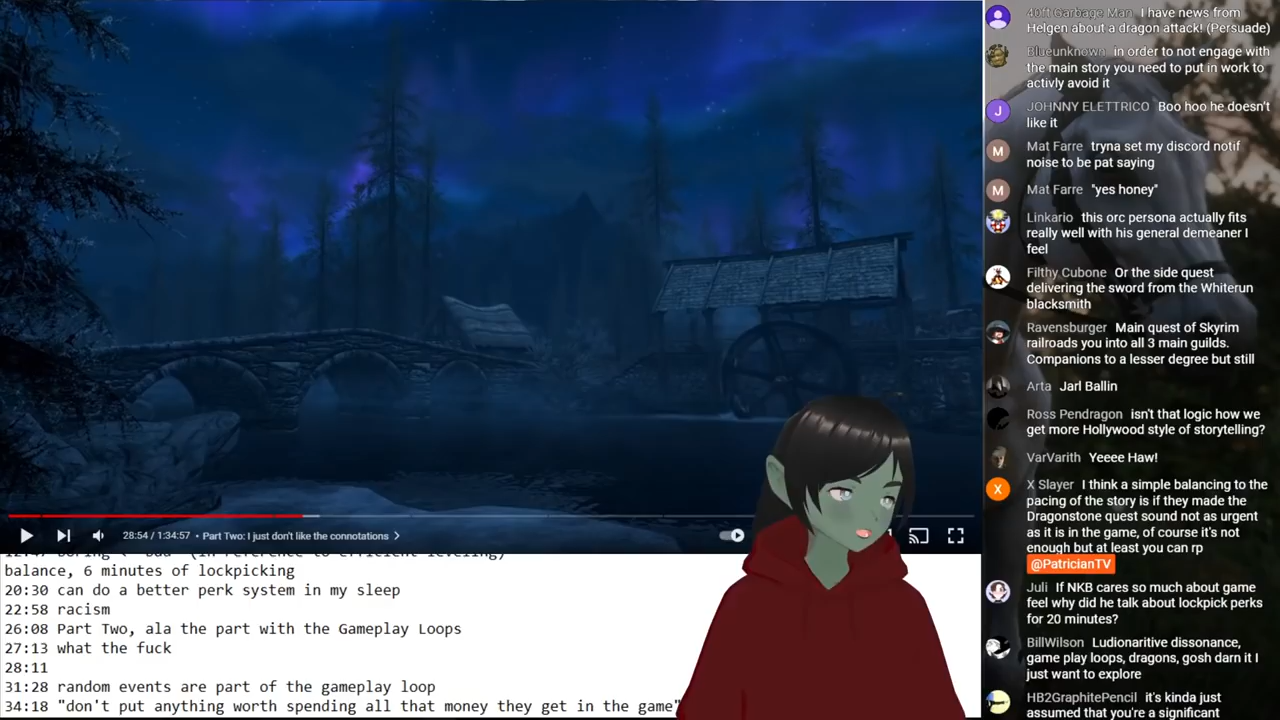 28:54 / 1:34:57 • Part Two: I just don't like the connotations
balance, 6 minutes of lockpicking
20:30 can do a better perk system in my sleep
22:58 racism
26:08 Part Two, ala the part with the Gameplay Loops
27:13 what the fuck
28:11
31:28 random events are part of the gameplay loop
34:18 "don't put anything worth spending all that money they get in the game"
40ft Garbage Man I have news from
Helgen about a dragon attack! (Persuade)
Blueunknown in order to not engage with
the main story you need to put in work to
activly avoid it
J
JOHNNY ELETTRICO Boo hoo he doesn't
like it
M
Mat Farre tryna set my discord notif
noise to be pat saying
M
Mat Farre "yes honey"
Linkario this orc persona actually fits
really well with his general demeaner I
feel
Filthy Cubone Or the side quest
delivering the sword from the Whiterun
blacksmith
Ravensburger Main quest of Skyrim
railroads you into all 3 main guilds.
Companions to a lesser degree but still
Arta Jarl Ballin
Ross Pendragon isn't that logic how we
get more Hollywood style of storytelling?
VarVarith Yeeee Haw!
X
X Slayer I think a simple balancing to the
pacing of the story is if they made the
Dragonstone quest sound not as urgent
as it is in the game, of course it's not
enough but at least you can rp
@PatricianTV
Juli If NKB cares so much about game
feel why did he talk about lockpick perks
for 20 minutes?
BillWilson Ludionaritive dissonance,
game play loops, dragons, gosh darn it I
just want to explore
HB2GraphitePencil it's kinda just
assumed that you're a significant